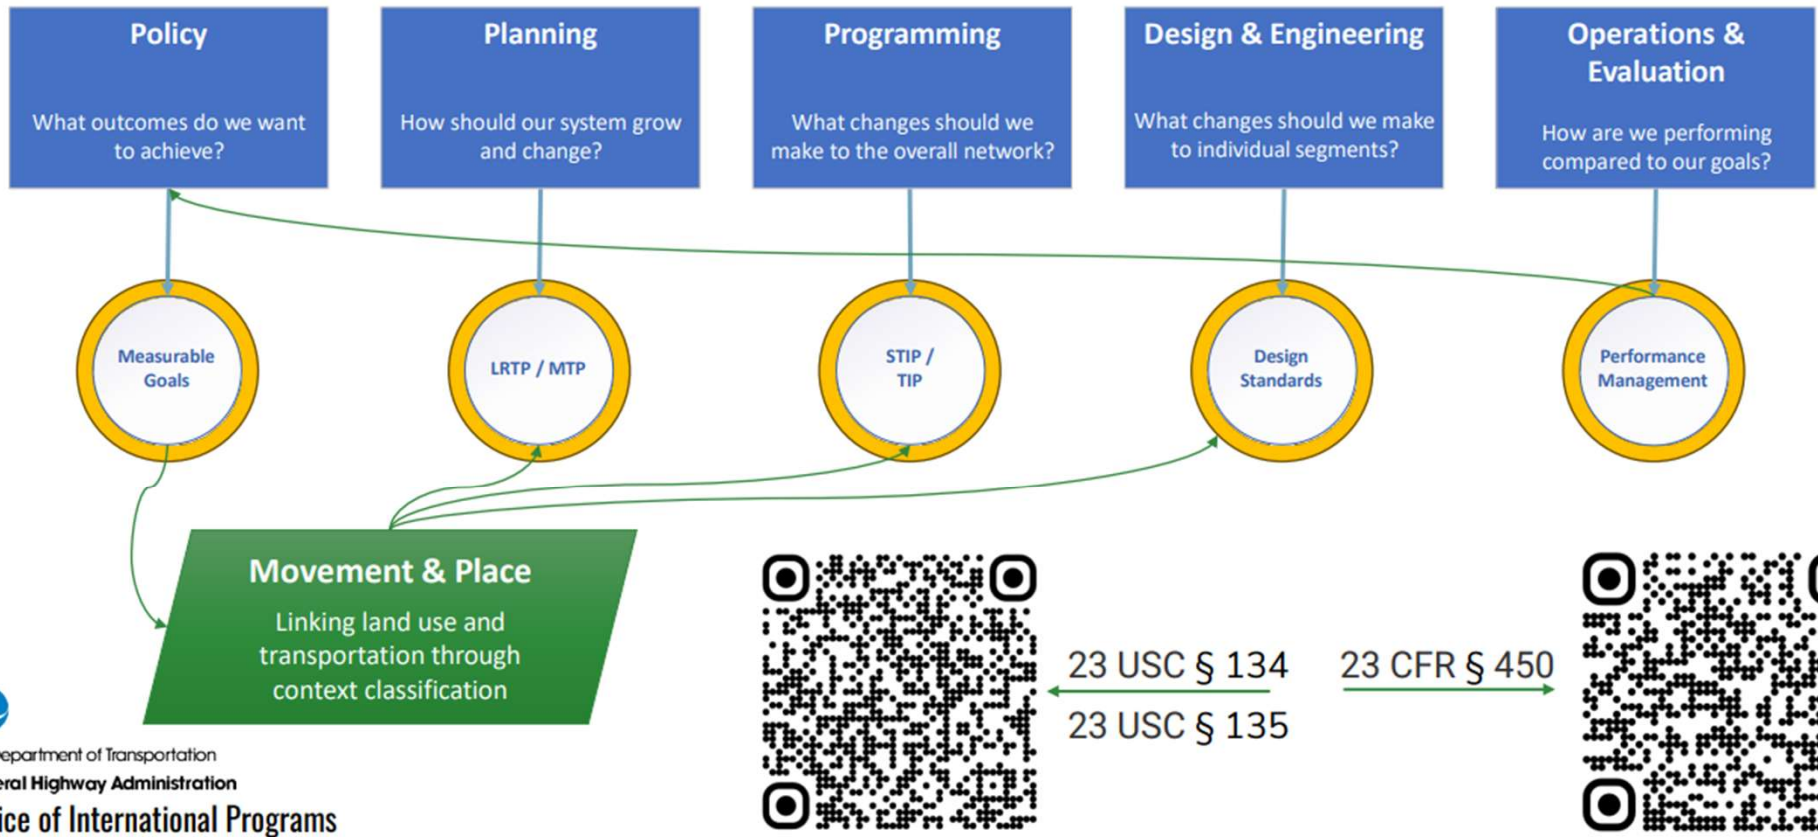 Policy
What outcomes do we want
to achieve?
Planning
How should our system grow
and change?
Programming
What changes should we
make to the overall network?
Design & Engineering
What changes should we make
to individual segments?
Operations &
Evaluation
How are we performing
compared to our goals?
Measurable
Goals
LRTP / MTP
STIP /
TIP
Design
Standards
Performance
Management
Movement & Place
Linking land use and
transportation through
context classification
23 USC § 134
23 USC § 135
23 CFR § 450
epartment of Transportation
eral Highway Administration
ice of International Programs